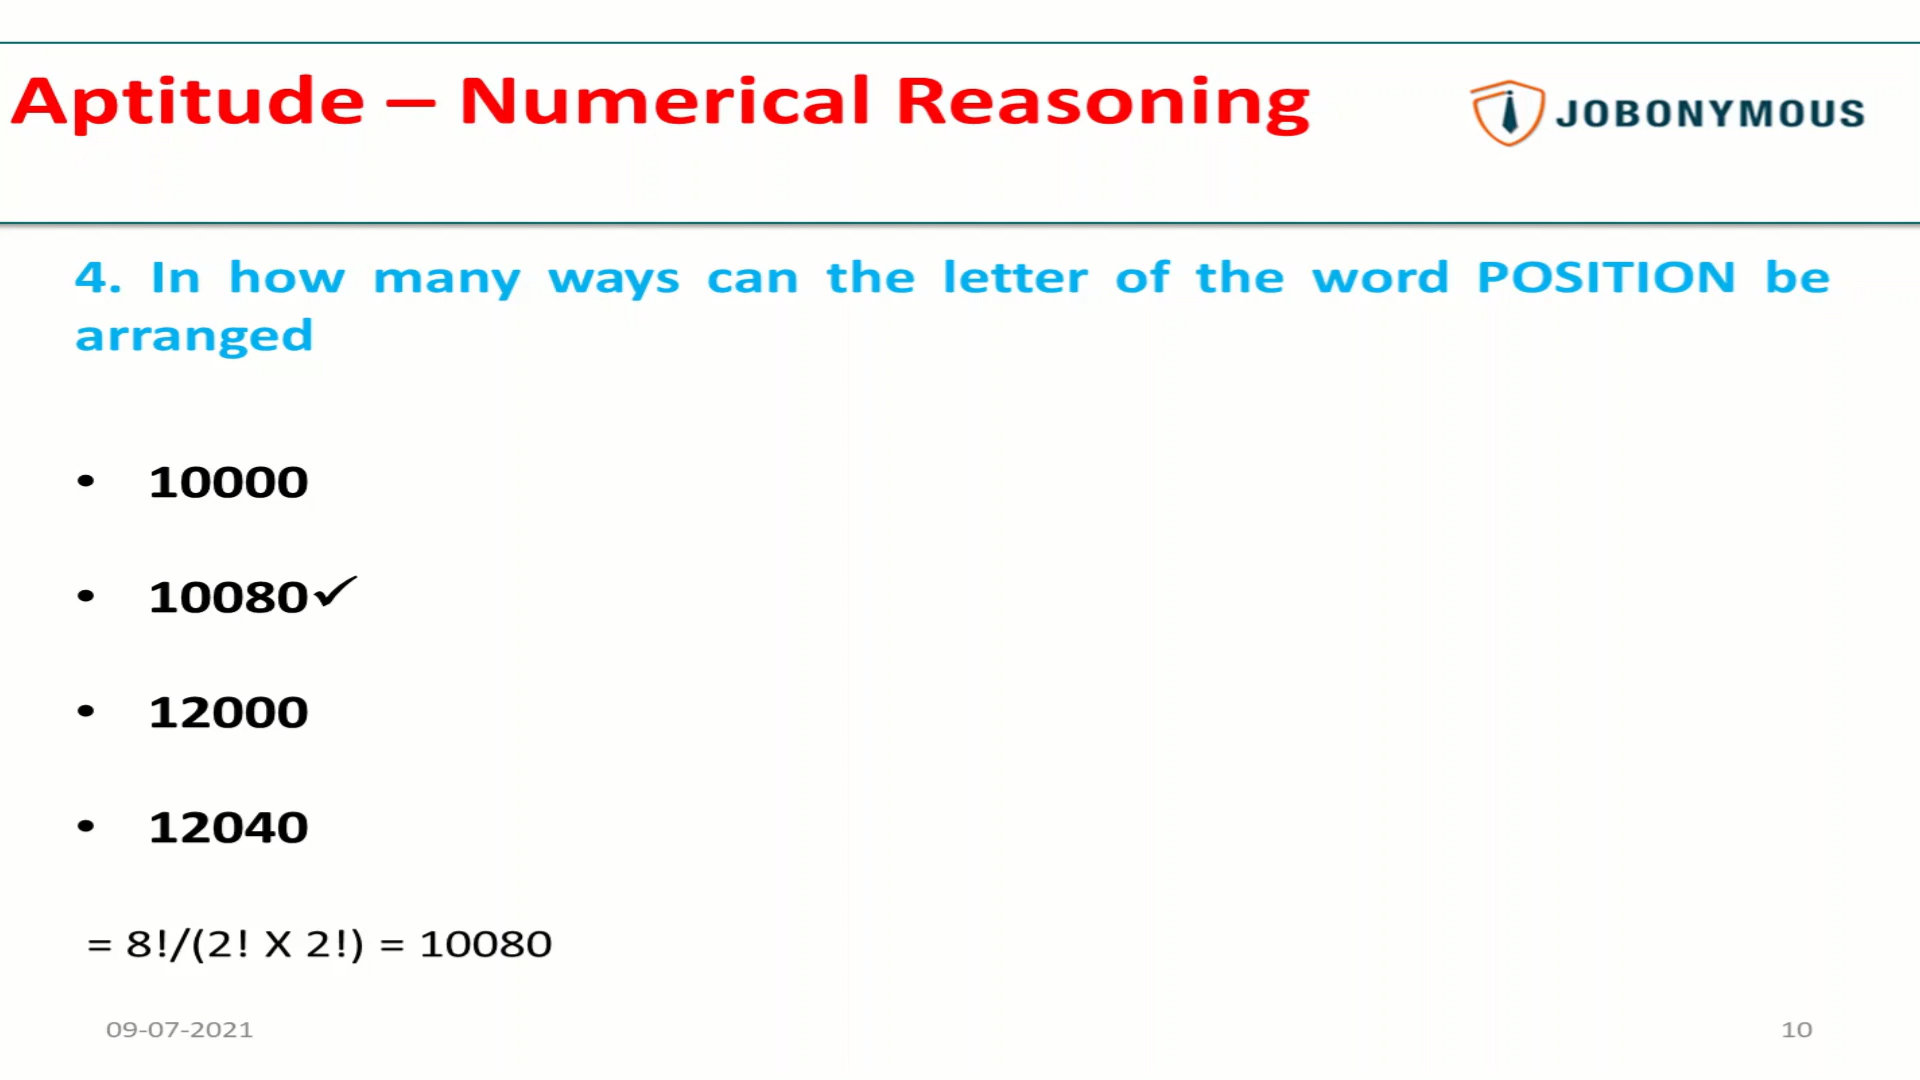 Aptitude – Numerical Reasoning
JOBONYMOUS
4. In how many ways can the letter of the word POSITION be
arranged
• 10000
• 10080✓
• 12000
• 12040
= 8!/(2! X 2!) = 10080
09-07-2021
10